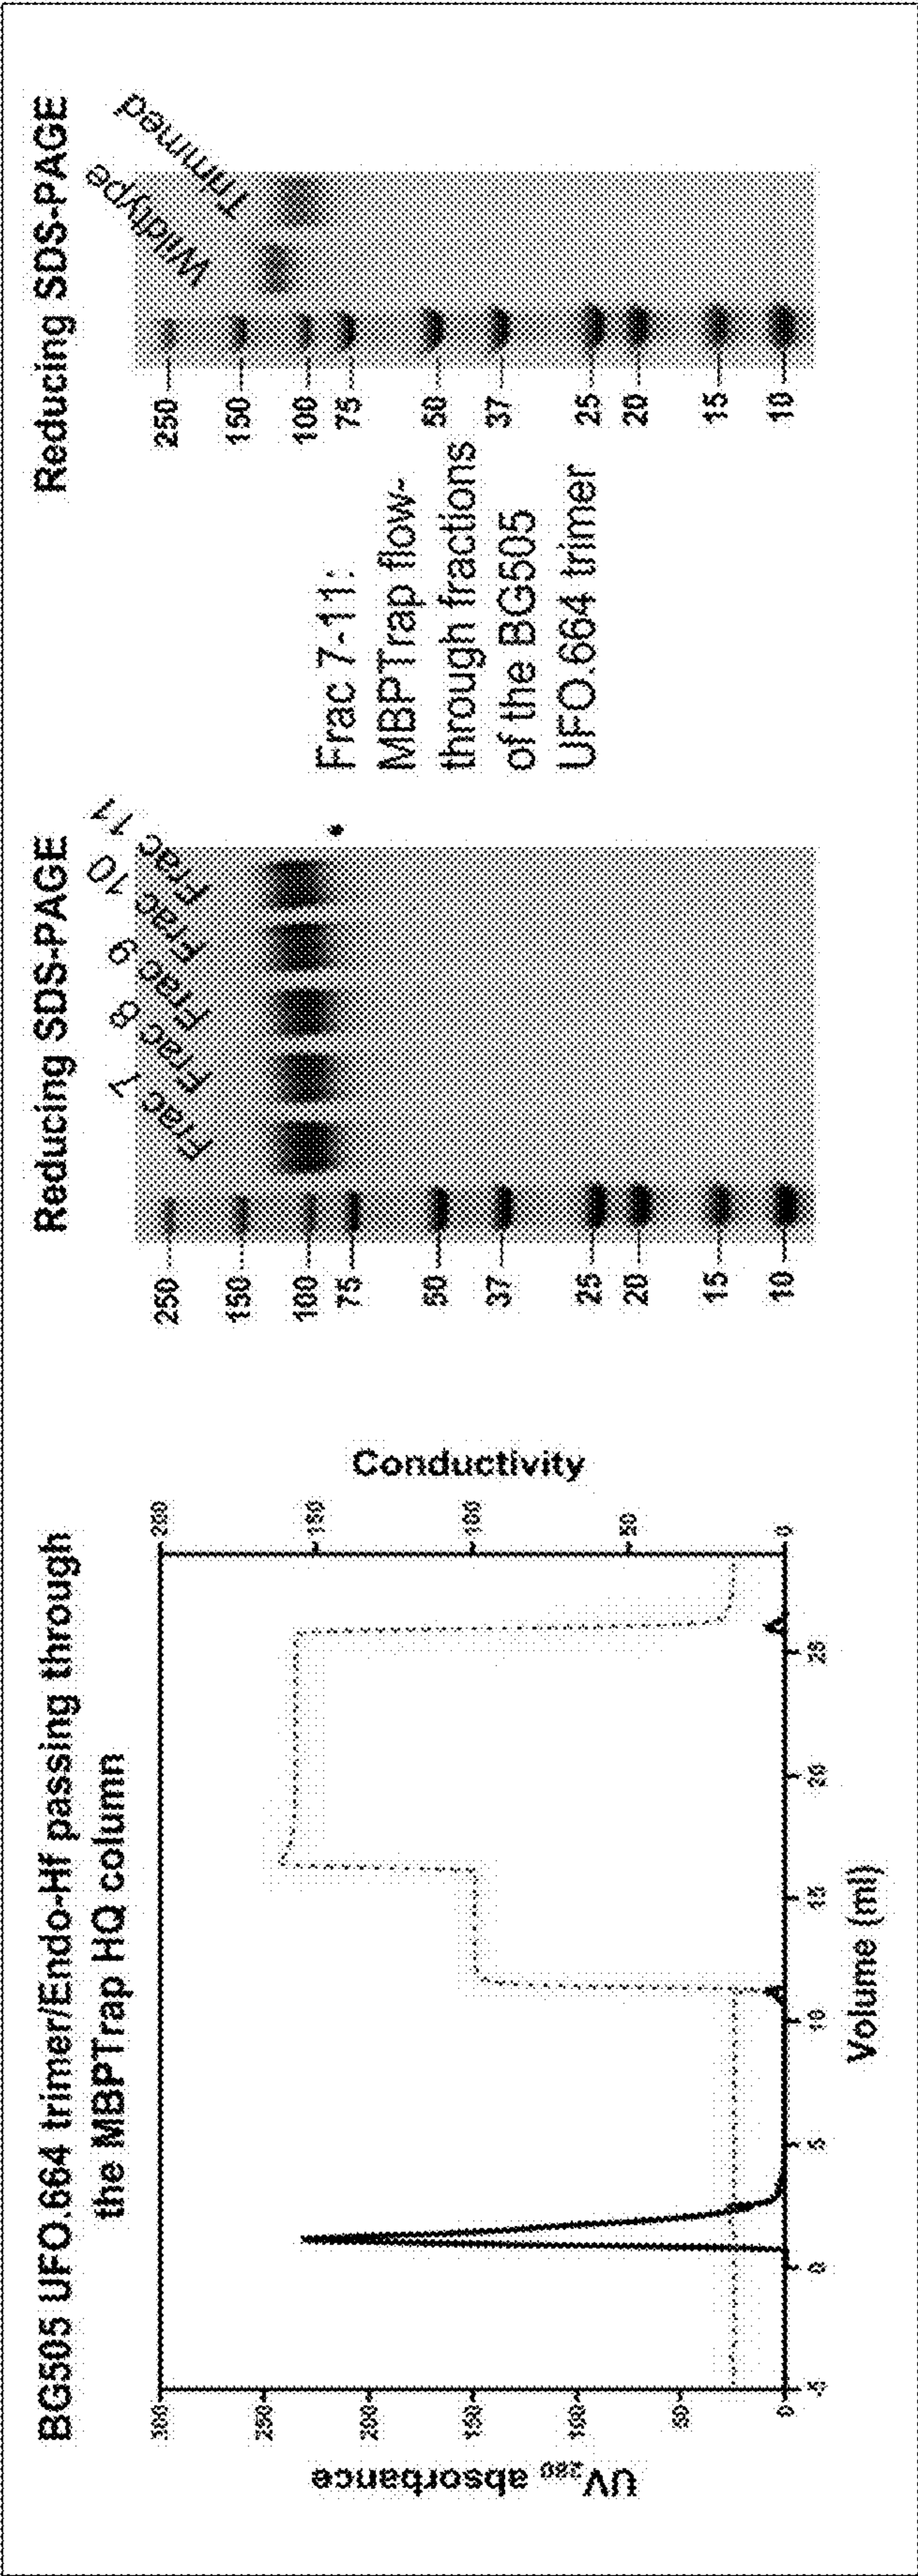 BG505 UFO.664 trimer/Endo-Hf passing through
the MBPTrap HQ column
UV280 absorbance
300
250
200
150
100
50
0
-5
0
5
10
15
20
25
Volume (ml)
200
150
100
50
0
Conductivity
Reducing SDS-PAGE
Frac 7
Frac 8
Frac 9
Frac 10
Frac 11
250
150
100
75
50
37
25
20
15
10
Frac 7-11:
MBPTrap flow-
through fractions
of the BG505
UFO.664 trimer
Reducing SDS-PAGE
Wildtype
Trimmed
250
150
100
75
50
37
25
20
15
10